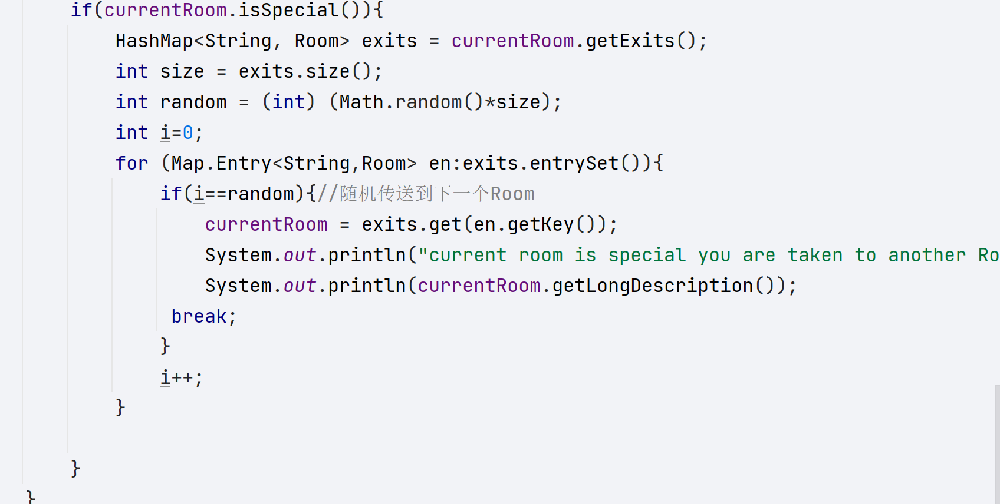 if(currentRoom.isSpecial()){
HashMap<String, Room> exits = currentRoom.getExits();
int size = exits.size();
int random = (int) (Math.random()*size);
int i=0;
for (Map.Entry<String,Room> en:exits.entrySet()){
if(i==random){//随机传送到下一个Room
currentRoom = exits.get(en.getKey());
System.out.println("current room is special you are taken to another Ro
System.out.println(currentRoom.getLongDescription());
break;
}
i++;
}
}
}